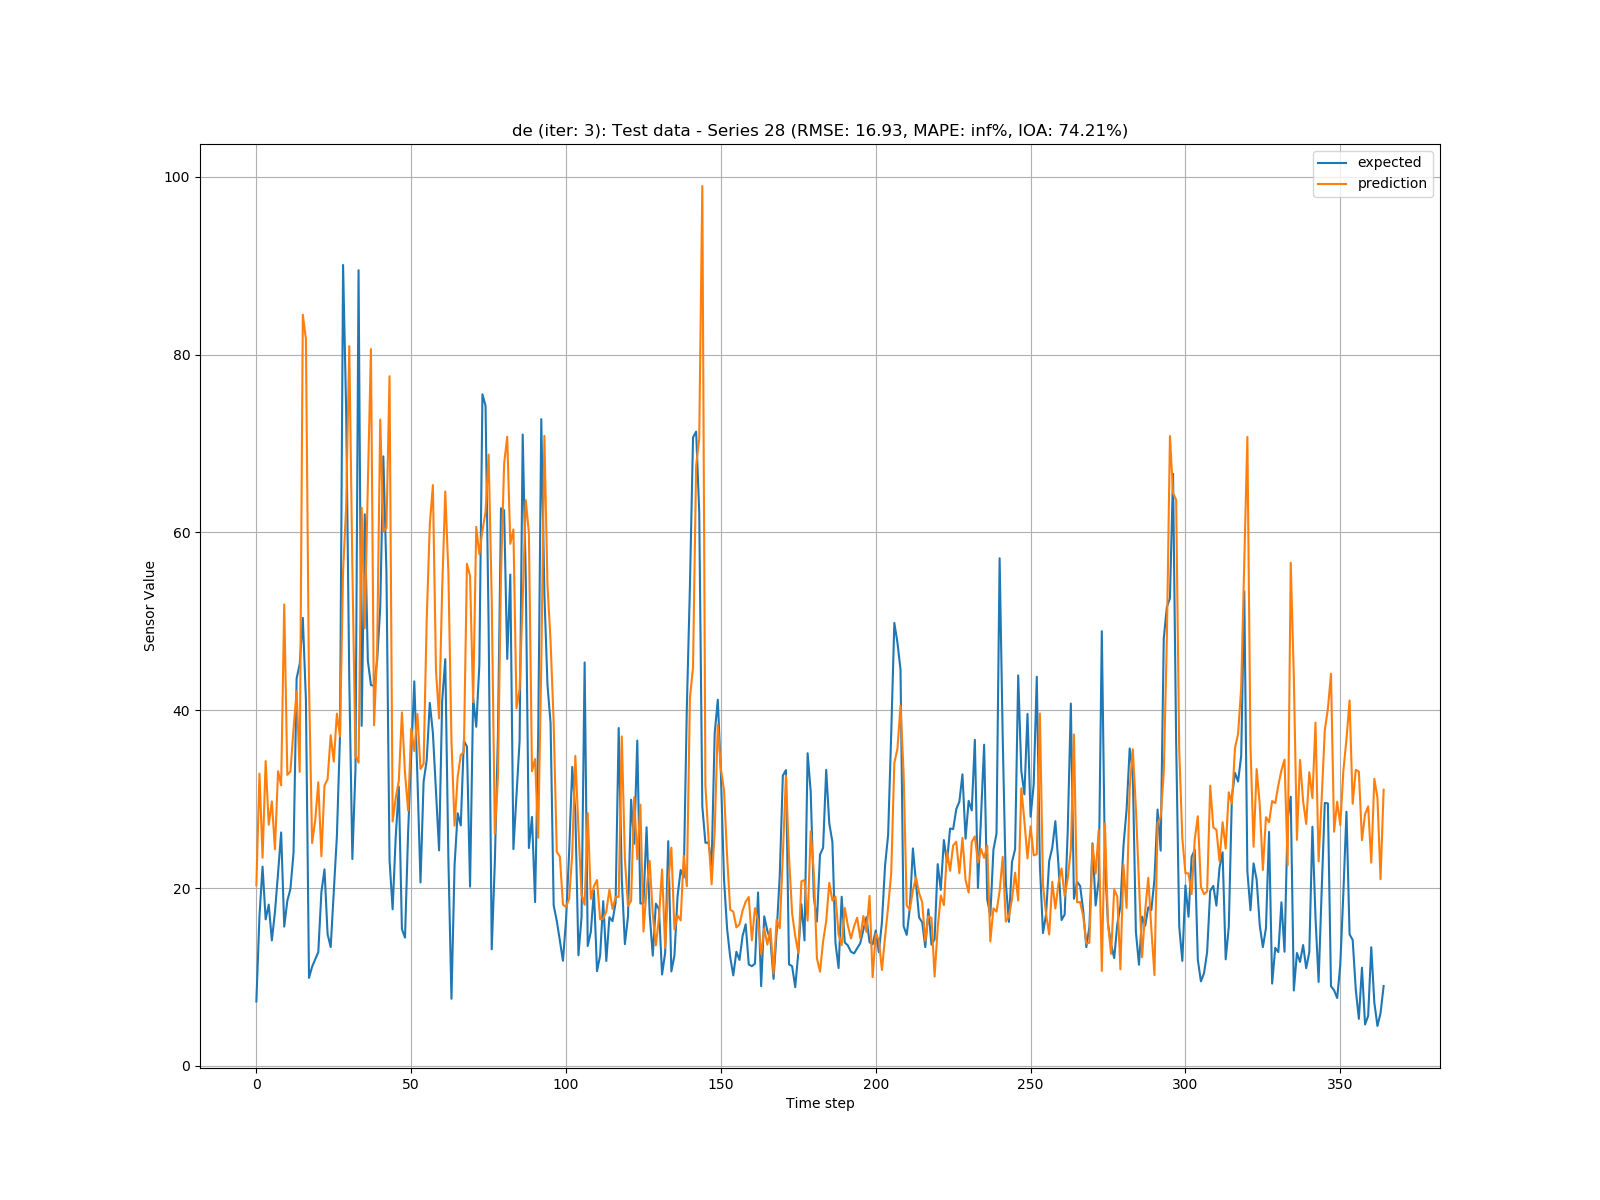 de (iter: 3): Test data - Series 28 (RMSE: 16.93, MAPE: inf%, IOA: 74.21%)
expected
prediction
100
80
60
40
20
0
Sensor Value
0 50 100 150 200 250 300 350
Time step